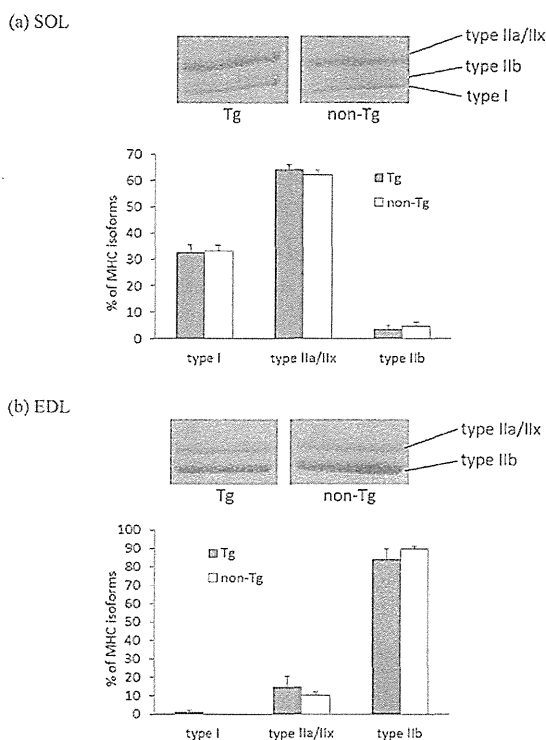 (a) SOL
type IIa/IIx
type IIb
type I
Tg
non-Tg
70
60
50
40
30
20
10
0
% of MHC isoforms
Tg
non-Tg
type I
type IIa/IIx
type IIb
(b) EDL
type IIa/IIx
type IIb
Tg
non-Tg
100
90
80
70
60
50
40
30
20
10
0
% of MHC isoforms
Tg
non-Tg
type I
type IIa/IIx
type IIb